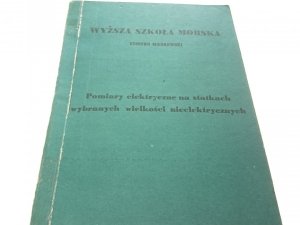 WYŻSZA SZKOŁA MORSKA
Pomiary elektryczne na statkach
wybranych wielkości nieelektrycznych